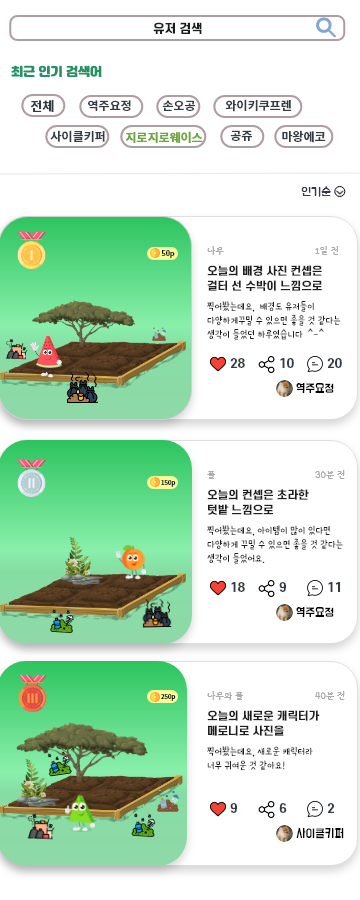 유저 검색
최근 인기 검색어
전체
역주요정
손오공
와이키쿠프렌
사이클키퍼
지로지로웨이스
공쥬
마왕에코
인기순
50p
나우
1일 전
오늘의 배경 사진 컨셉은
걸터 선 수박이 느낌으로
찍어봤는데요, 배경도 유저들이
다양하게꾸밀 수 있으면 좋을 것 같다는
생각이 들었던 하루였습니다 ^-^
28 10 20
역주요정
150p
풀
30분 전
오늘의 컨셉은 초라한
텃밭 느낌으로
찍어봤는데요, 아이템이 많이 있다면
다양하게 꾸밀 수 있으면 좋을 것 같다는
생각이 들었어요.
18 9 11
역주요정
250p
나우와 풀
40분 전
오늘의 새로운 캐릭터가
메로니로 사진을
찍어봤는데요, 새로운 캐릭터라
너무 귀여운 것 같아요!
9 6 2
사이클키퍼